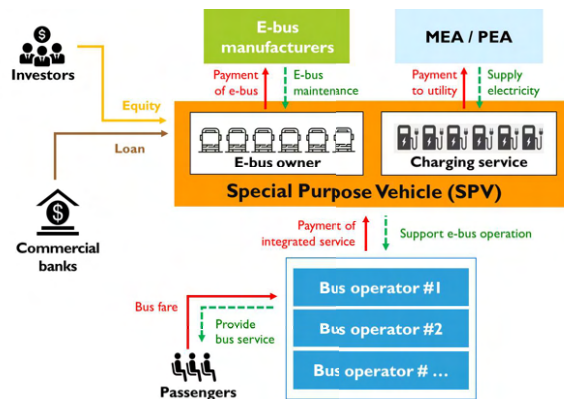 E-bus
manufacturers
MEA / PEA
Investors
Payment
of e-bus
E-bus
maintenance
Payment
to utility
Supply
electricity
Equity
Loan
E-bus owner
Charging service
Special Purpose Vehicle (SPV)
Commercial
banks
Payment of
integrated service
Support e-bus operation
Bus operator #1
Bus operator #2
Bus operator # ...
Bus fare
Provide
bus service
Passengers